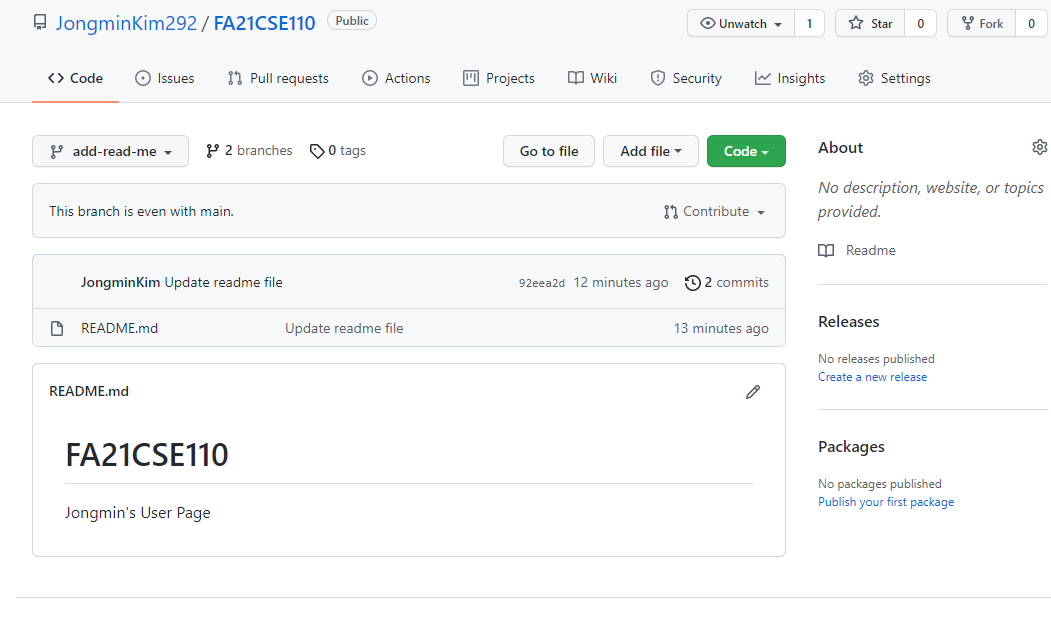 JongminKim292 / FA21CSE110 Public Unwatch 1 Star 0 Fork 0
Code Issues Pull requests Actions Projects Wiki Security Insights Settings
add-read-me 2 branches 0 tags Go to file Add file Code
This branch is even with main. Contribute
JongminKim Update readme file 92eea2d 12 minutes ago 2 commits
README.md Update readme file 13 minutes ago
README.md
FA21CSE110
Jongmin's User Page
About
No description, website, or topics
provided.
Readme
Releases
No releases published
Create a new release
Packages
No packages published
Publish your first package